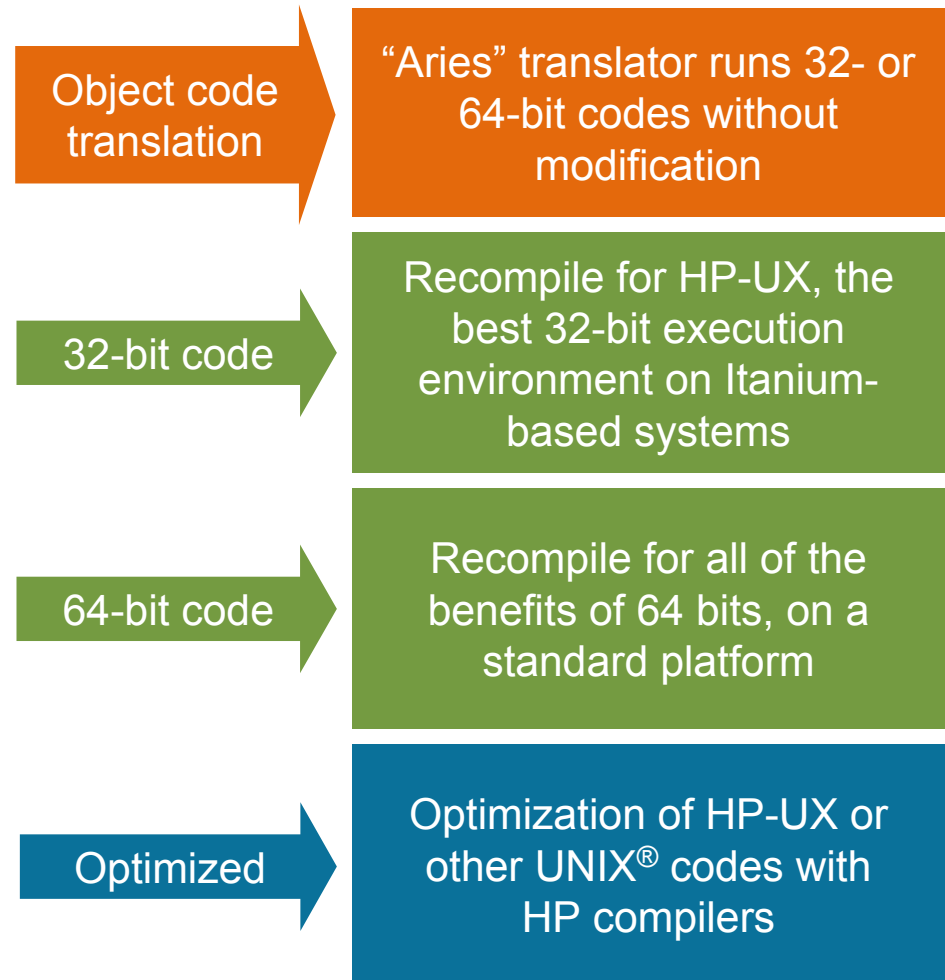 Object code
translation
“Aries” translator runs 32- or
64-bit codes without
modification
32-bit code
Recompile for HP-UX, the
best 32-bit execution
environment on Itanium-
based systems
64-bit code
Recompile for all of the
benefits of 64 bits, on a
standard platform
Optimized
Optimization of HP-UX or
other UNIX® codes with
HP compilers